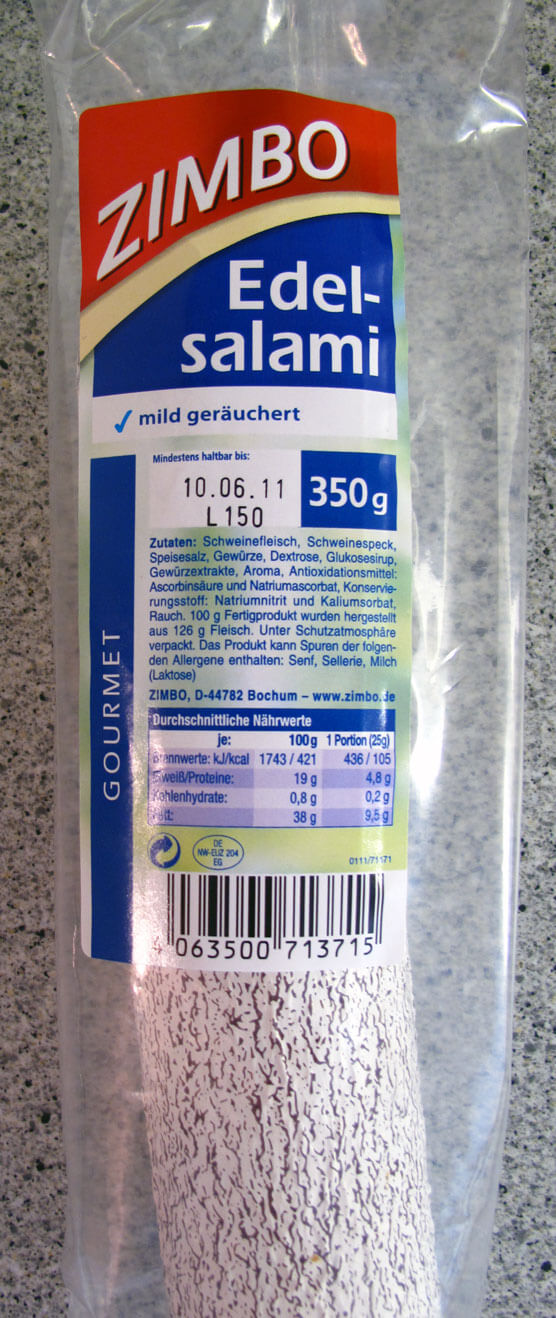 ZIMBO
Edel-
salami
✓ mild geräuchert
Mindestens haltbar bis:
10.06.11
L150
350g
Zutaten: Schweinefleisch, Schweinespeck,
Speisesalz, Gewürze, Dextrose, Glukosesirup,
Gewürzextrakte, Aroma, Antioxidationsmittel:
Ascorbinsäure und Natriumascorbat, Konservie-
rungsstoff: Natriumnitrit und Kaliumsorbat,
Rauch. 100 g Fertigprodukt wurden hergestellt
aus 126 g Fleisch. Unter Schutzatmosphäre
verpackt. Das Produkt kann Spuren der folgen-
den Allergene enthalten: Senf, Sellerie, Milch
(Laktose)
ZIMBO, D-44782 Bochum – www.zimbo.de
GOURMET
Durchschnittliche Nährwerte
je: 100g 1 Portion (25g)
Brennwerte: kJ/kcal 1743 / 421 436 / 105
Eiweiß/Proteine: 19 g 4,8 g
Kohlenhydrate: 0,8 g 0,2 g
Fett: 38 g 9,5 g
DE
NW-EUZ 204
EG
0111/71171
063500 713715